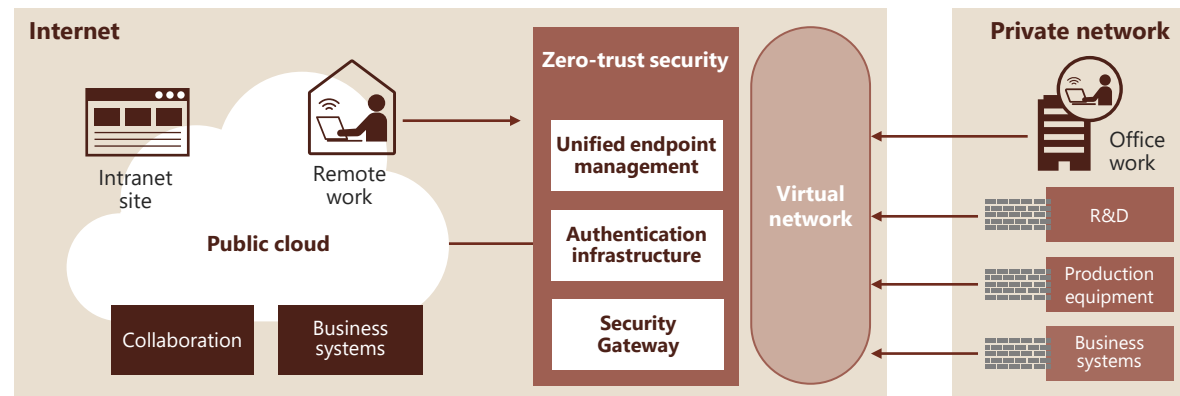 Internet
Intranet
site
Remote
work
Public cloud
Collaboration
Business
systems
Zero-trust security
Unified endpoint
management
Authentication
infrastructure
Security
Gateway
Virtual
network
Private network
Office
work
R&D
Production
equipment
Business
systems